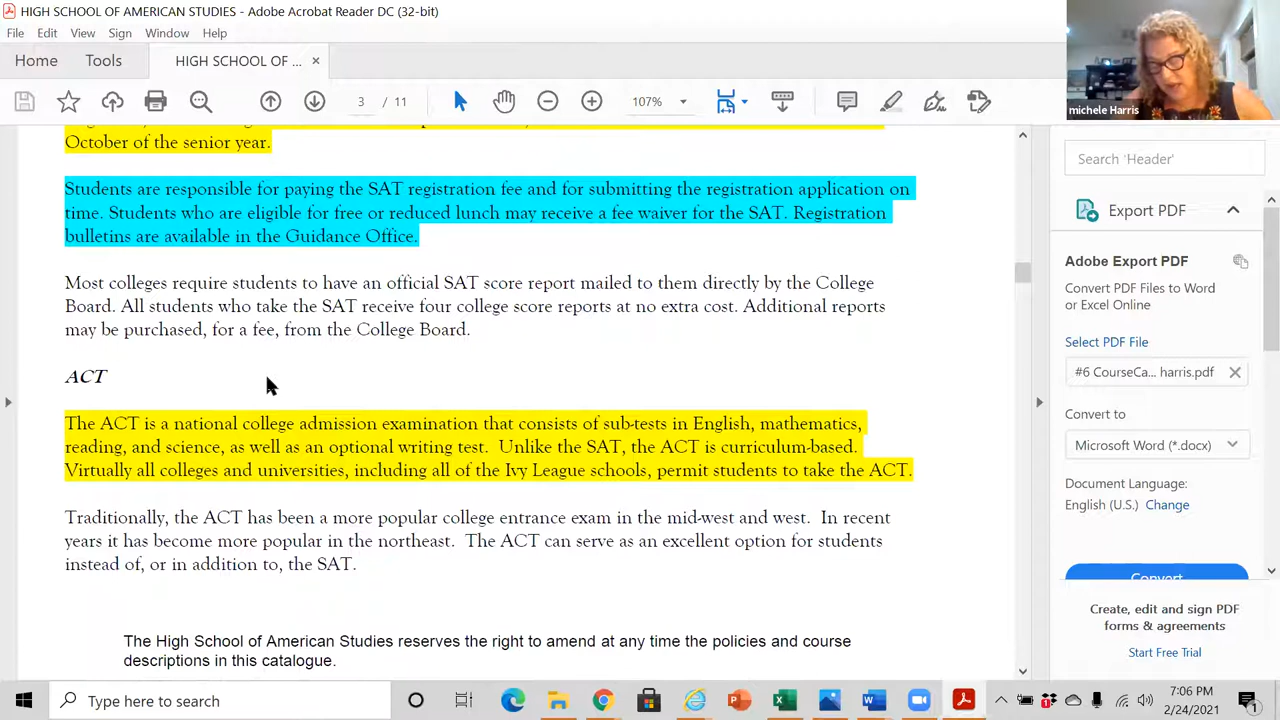 HIGH SCHOOL OF AMERICAN STUDIES - Adobe Acrobat Reader DC (32-bit)
File Edit View Sign Window Help
Home Tools HIGH SCHOOL OF ... ×
3 / 11 107%
michele Harris
October of the senior year.
Students are responsible for paying the SAT registration fee and for submitting the registration application on
time. Students who are eligible for free or reduced lunch may receive a fee waiver for the SAT. Registration
bulletins are available in the Guidance Office.
Most colleges require students to have an official SAT score report mailed to them directly by the College
Board. All students who take the SAT receive four college score reports at no extra cost. Additional reports
may be purchased, for a fee, from the College Board.
ACT
The ACT is a national college admission examination that consists of sub-tests in English, mathematics,
reading, and science, as well as an optional writing test. Unlike the SAT, the ACT is curriculum-based.
Virtually all colleges and universities, including all of the Ivy League schools, permit students to take the ACT.
Traditionally, the ACT has been a more popular college entrance exam in the mid-west and west. In recent
years it has become more popular in the northeast. The ACT can serve as an excellent option for students
instead of, or in addition to, the SAT.
The High School of American Studies reserves the right to amend at any time the policies and course
descriptions in this catalogue.
Search 'Header'
Export PDF
Adobe Export PDF
Convert PDF Files to Word
or Excel Online
Select PDF File
#6 CourseCa... harris.pdf
Convert to
Microsoft Word (*.docx)
Document Language:
English (U.S.) Change
Convert
Create, edit and sign PDF
forms & agreements
Start Free Trial
Type here to search
7:06 PM
2/24/2021